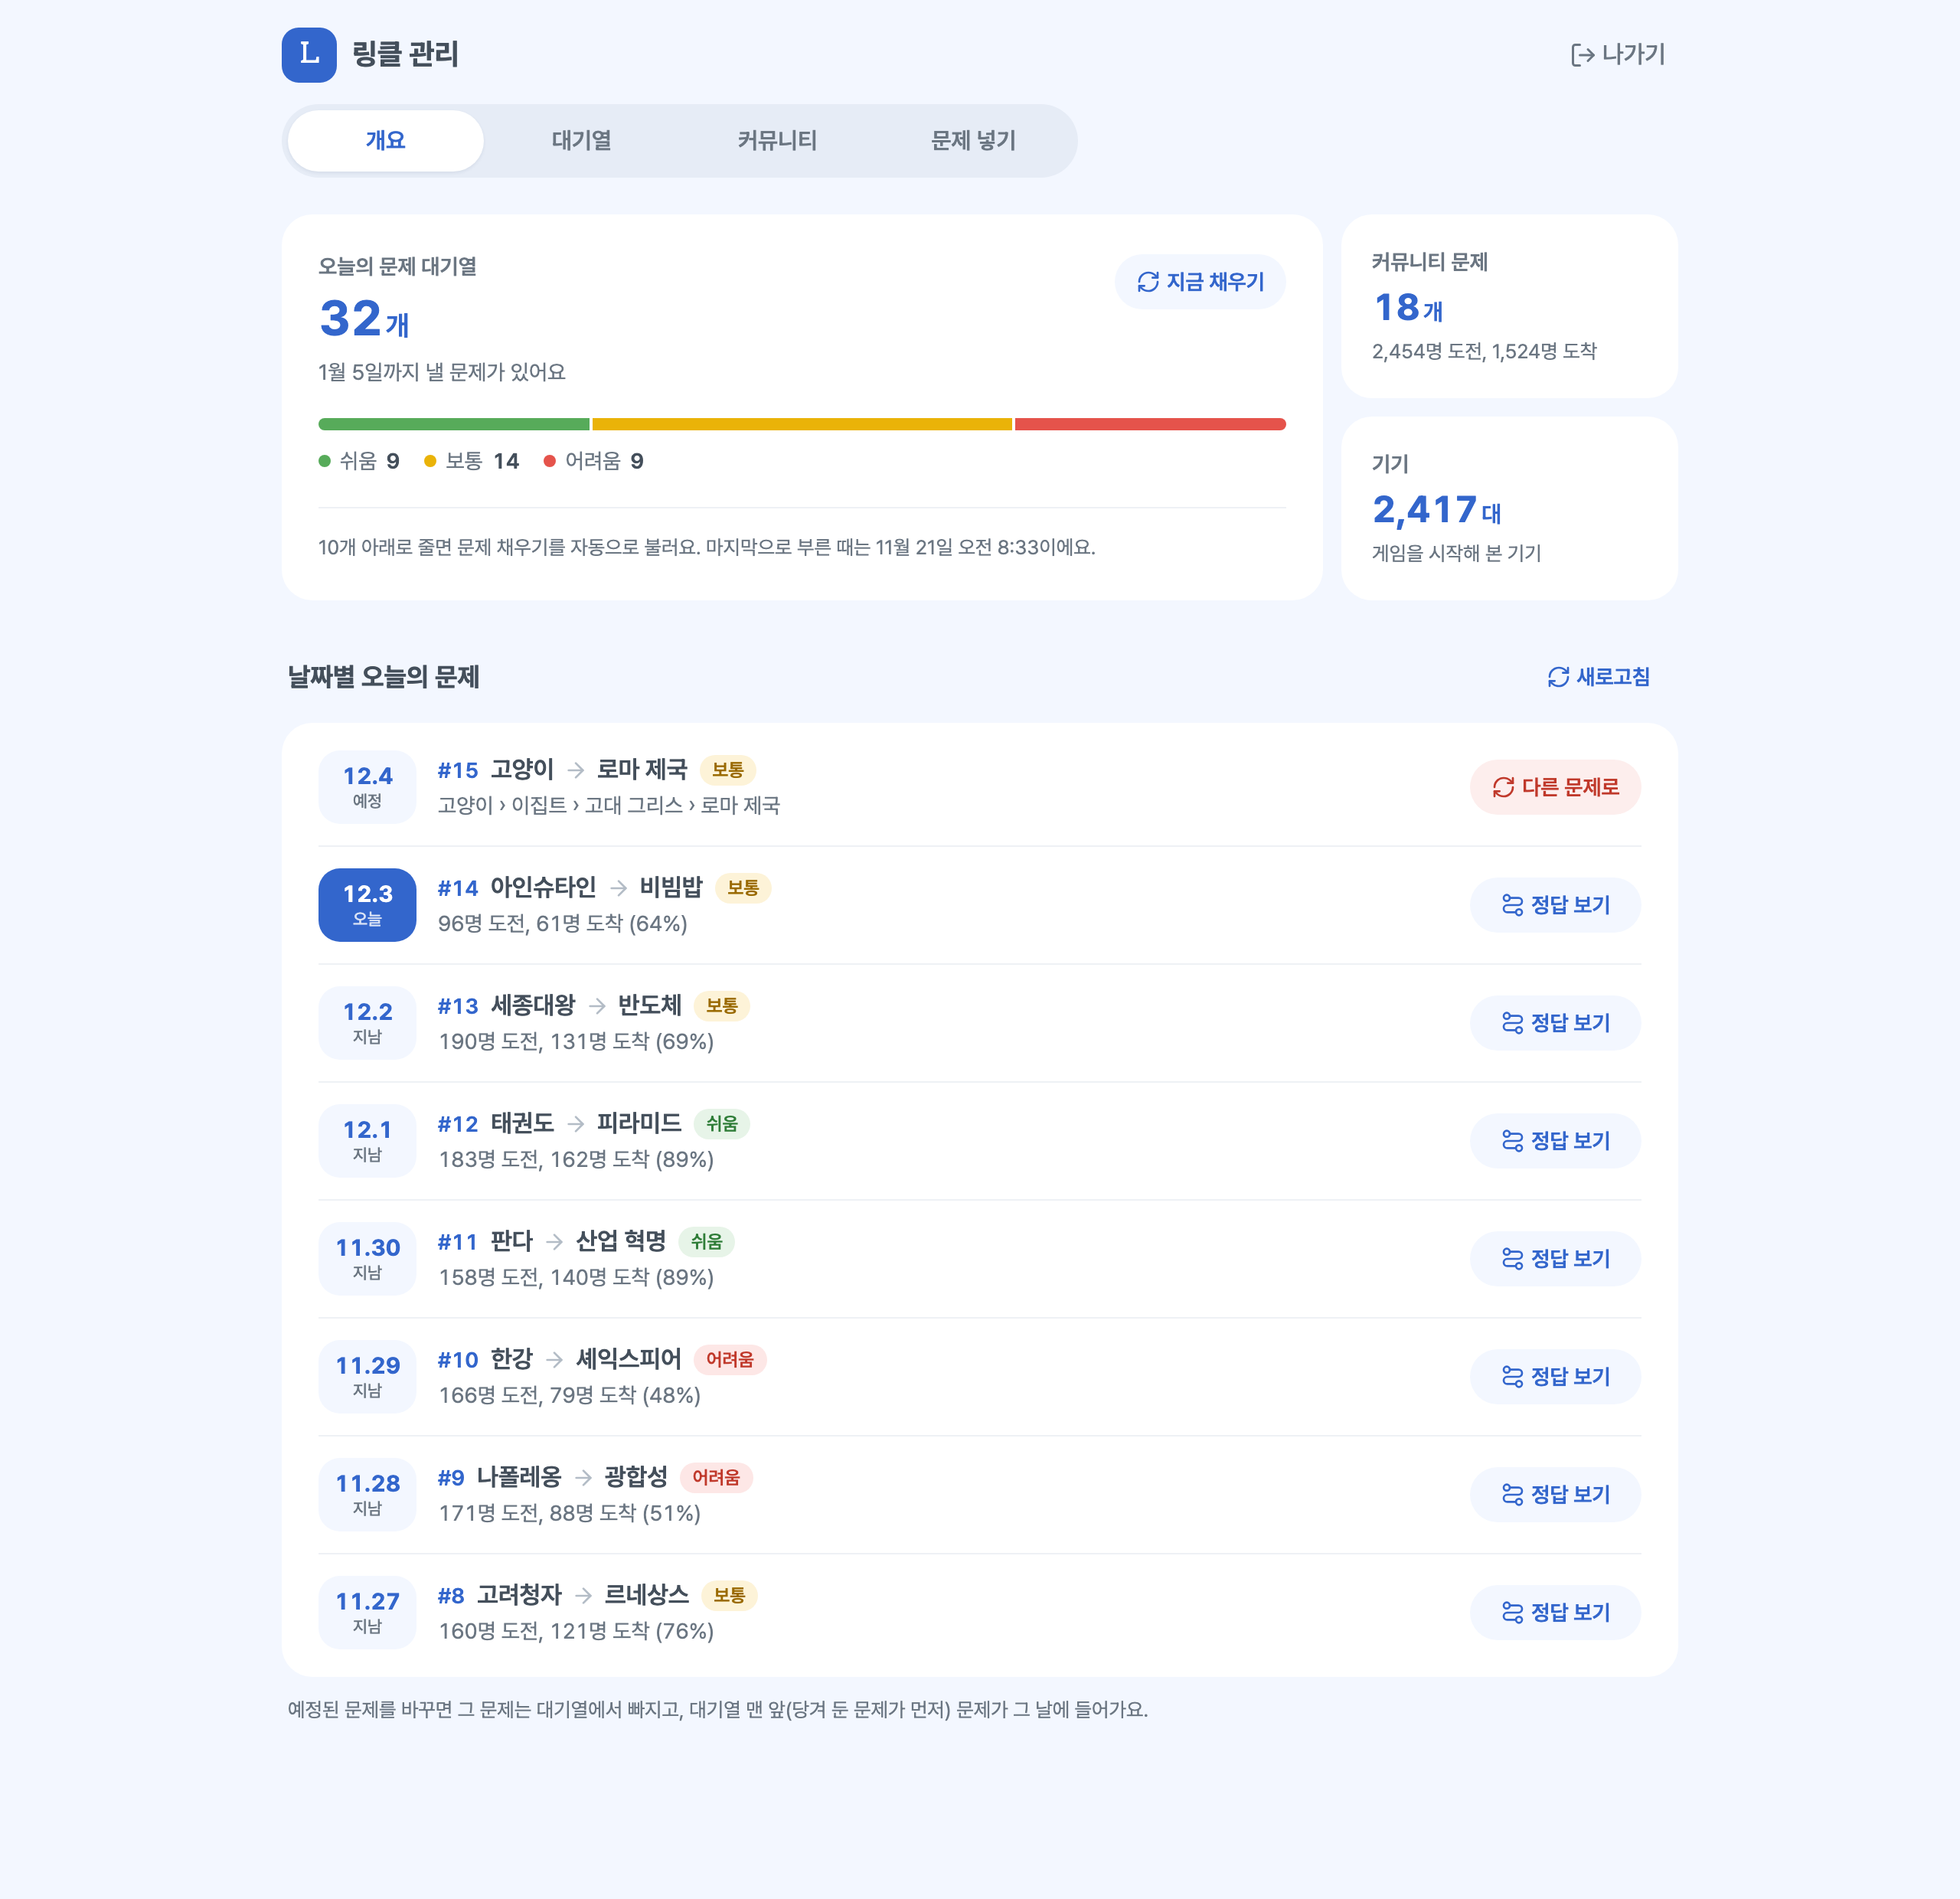 L 링클 관리
나가기
개요 대기열 커뮤니티 문제 넣기
오늘의 문제 대기열
지금 채우기
32개
1월 5일까지 낼 문제가 있어요
쉬움 9 보통 14 어려움 9
10개 아래로 줄면 문제 채우기를 자동으로 불러요. 마지막으로 부른 때는 11월 21일 오전 8:33이에요.
커뮤니티 문제
18개
2,454명 도전, 1,524명 도착
기기
2,417대
게임을 시작해 본 기기
날짜별 오늘의 문제
새로고침
12.4
예정
#15 고양이 → 로마 제국 보통
고양이 › 이집트 › 고대 그리스 › 로마 제국
다른 문제로
12.3
오늘
#14 아인슈타인 → 비빔밥 보통
96명 도전, 61명 도착 (64%)
정답 보기
12.2
지남
#13 세종대왕 → 반도체 보통
190명 도전, 131명 도착 (69%)
정답 보기
12.1
지남
#12 태권도 → 피라미드 쉬움
183명 도전, 162명 도착 (89%)
정답 보기
11.30
지남
#11 판다 → 산업 혁명 쉬움
158명 도전, 140명 도착 (89%)
정답 보기
11.29
지남
#10 한강 → 셰익스피어 어려움
166명 도전, 79명 도착 (48%)
정답 보기
11.28
지남
#9 나폴레옹 → 광합성 어려움
171명 도전, 88명 도착 (51%)
정답 보기
11.27
지남
#8 고려청자 → 르네상스 보통
160명 도전, 121명 도착 (76%)
정답 보기
예정된 문제를 바꾸면 그 문제는 대기열에서 빠지고, 대기열 맨 앞(당겨 둔 문제가 먼저) 문제가 그 날에 들어가요.